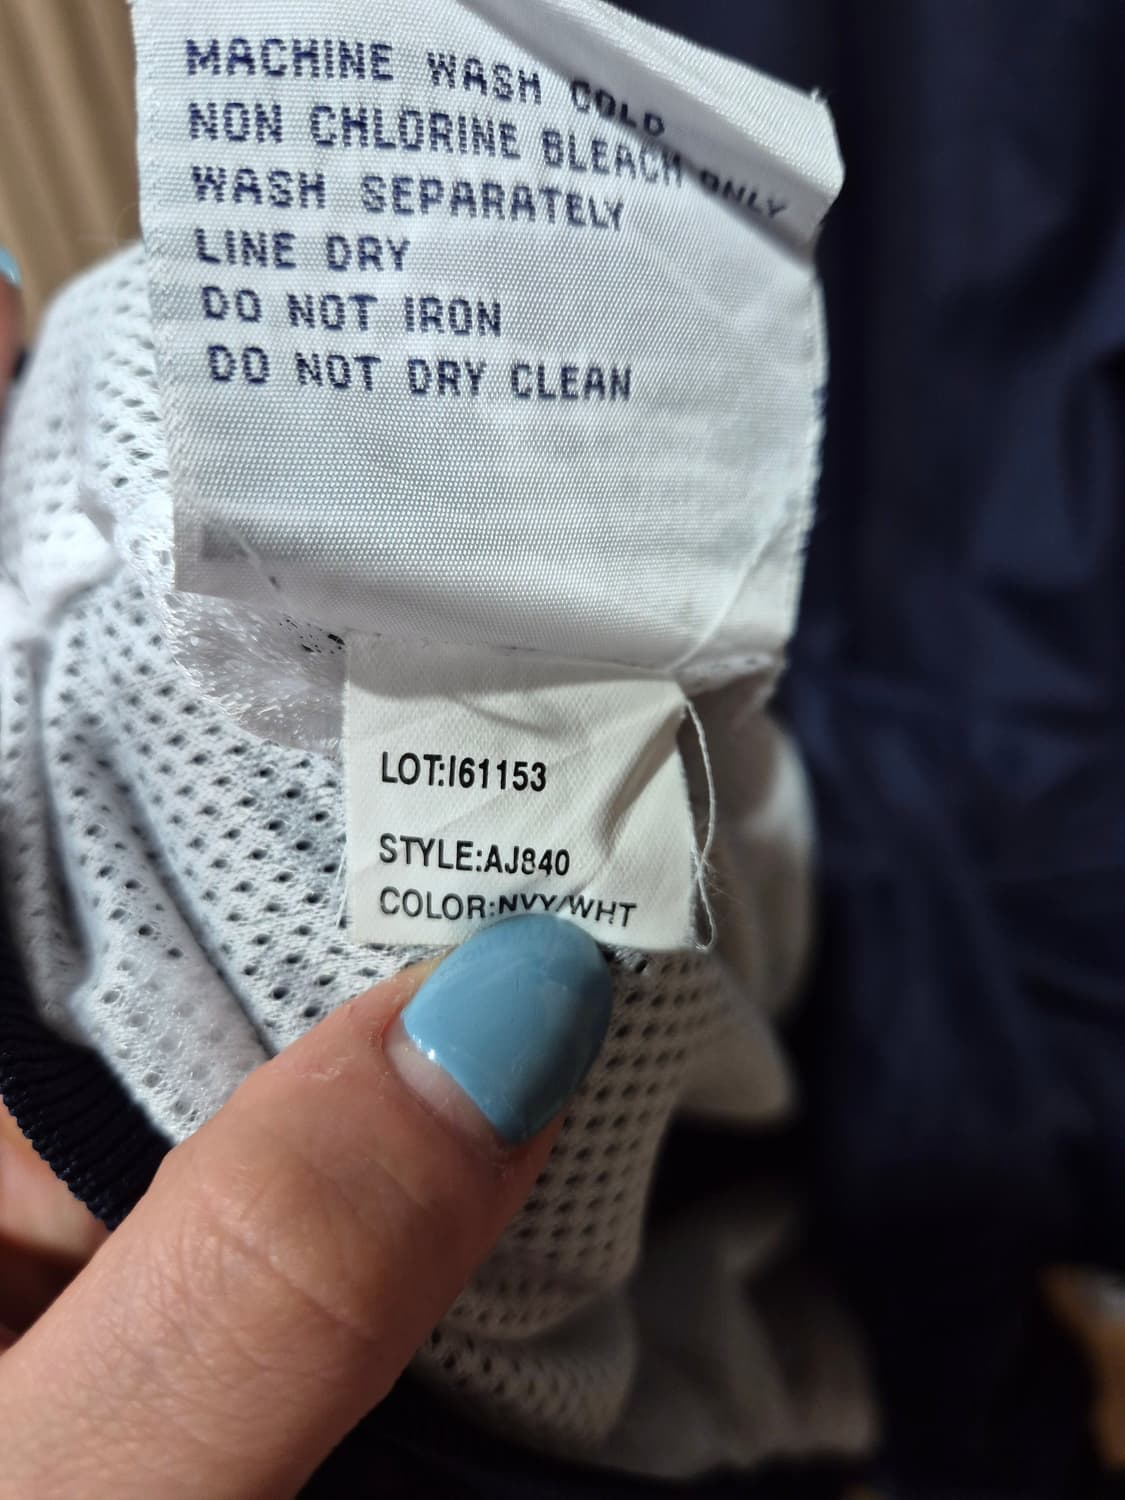 MACHINE WASH COLD
NON CHLORINE BLEACH ONLY
WASH SEPARATELY
LINE DRY
DO NOT IRON
DO NOT DRY CLEAN
LOT:I61153
STYLE:AJ840
COLOR:NVY/WHT